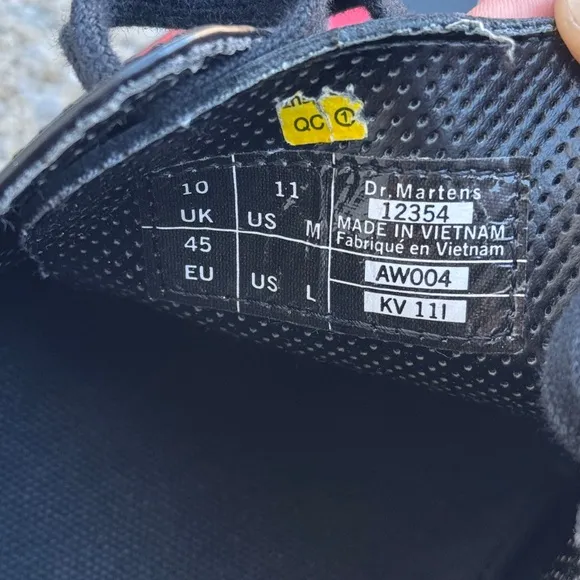 QC 1
10
UK
11
US M
45
EU
US L
Dr.Martens
12354
MADE IN VIETNAM
Fabriqué en Vietnam
AW004
KV 11I